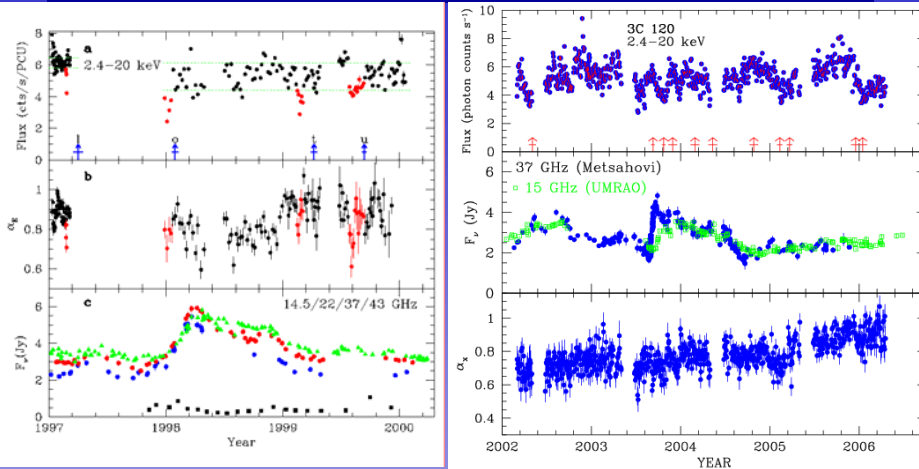 8
6
4
2
0
Flux (cts/s/PCU)
a
2.4-20 keV
l
o
t
u
1
0.8
0.6
b
6
4
2
0
Fν(Jy)
c
14.5/22/37/43 GHz
1997
1998
1999
2000
Year
10
8
6
4
2
0
Flux (photon counts s⁻¹)
3C 120
2.4-20 keV
4
2
0
Fν (Jy)
37 GHz (Metsahovi)
15 GHz (UMRAO)
1
0.8
0.6
0.4
αx
2002
2003
2004
2005
2006
YEAR